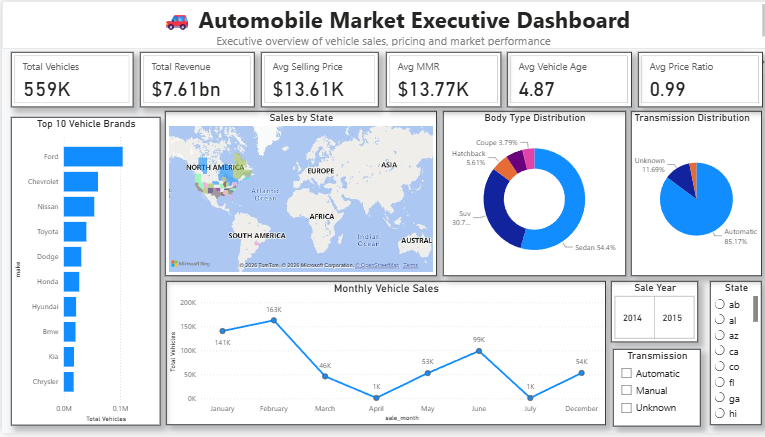 Automobile Market Executive Dashboard
Executive overview of vehicle sales, pricing and market performance
Total Vehicles
559K
Total Revenue
$7.61bn
Avg Selling Price
$13.61K
Avg MMR
$13.77K
Avg Vehicle Age
4.87
Avg Price Ratio
0.99
Top 10 Vehicle Brands
make
Ford
Chevrolet
Nissan
Toyota
Dodge
Honda
Hyundai
Bmw
Kia
Chrysler
0.0M 0.1M
Total Vehicles
Sales by State
NORTH AMERICA
EUROPE
ASIA
Atlantic
Ocean
AFRICA
SOUTH AMERICA
Indian
Ocean
AUSTRAL
Microsoft Bing
© 2026 TomTom, © 2026 Microsoft Corporation, © OpenStreetMap Terms
Body Type Distribution
Coupe 3.79%
Hatchback
5.61%
Suv
30.7...
Sedan 54.4%
Transmission Distribution
Unknown
11.69%
Automatic
85.17%
Monthly Vehicle Sales
Total Vehicles
200K
150K
100K
50K
0K
141K
163K
46K
1K
53K
99K
1K
54K
January February March April May June July December
sale_month
Sale Year
2014 2015
Transmission
Automatic
Manual
Unknown
State
ab
al
az
ca
co
fl
ga
hi